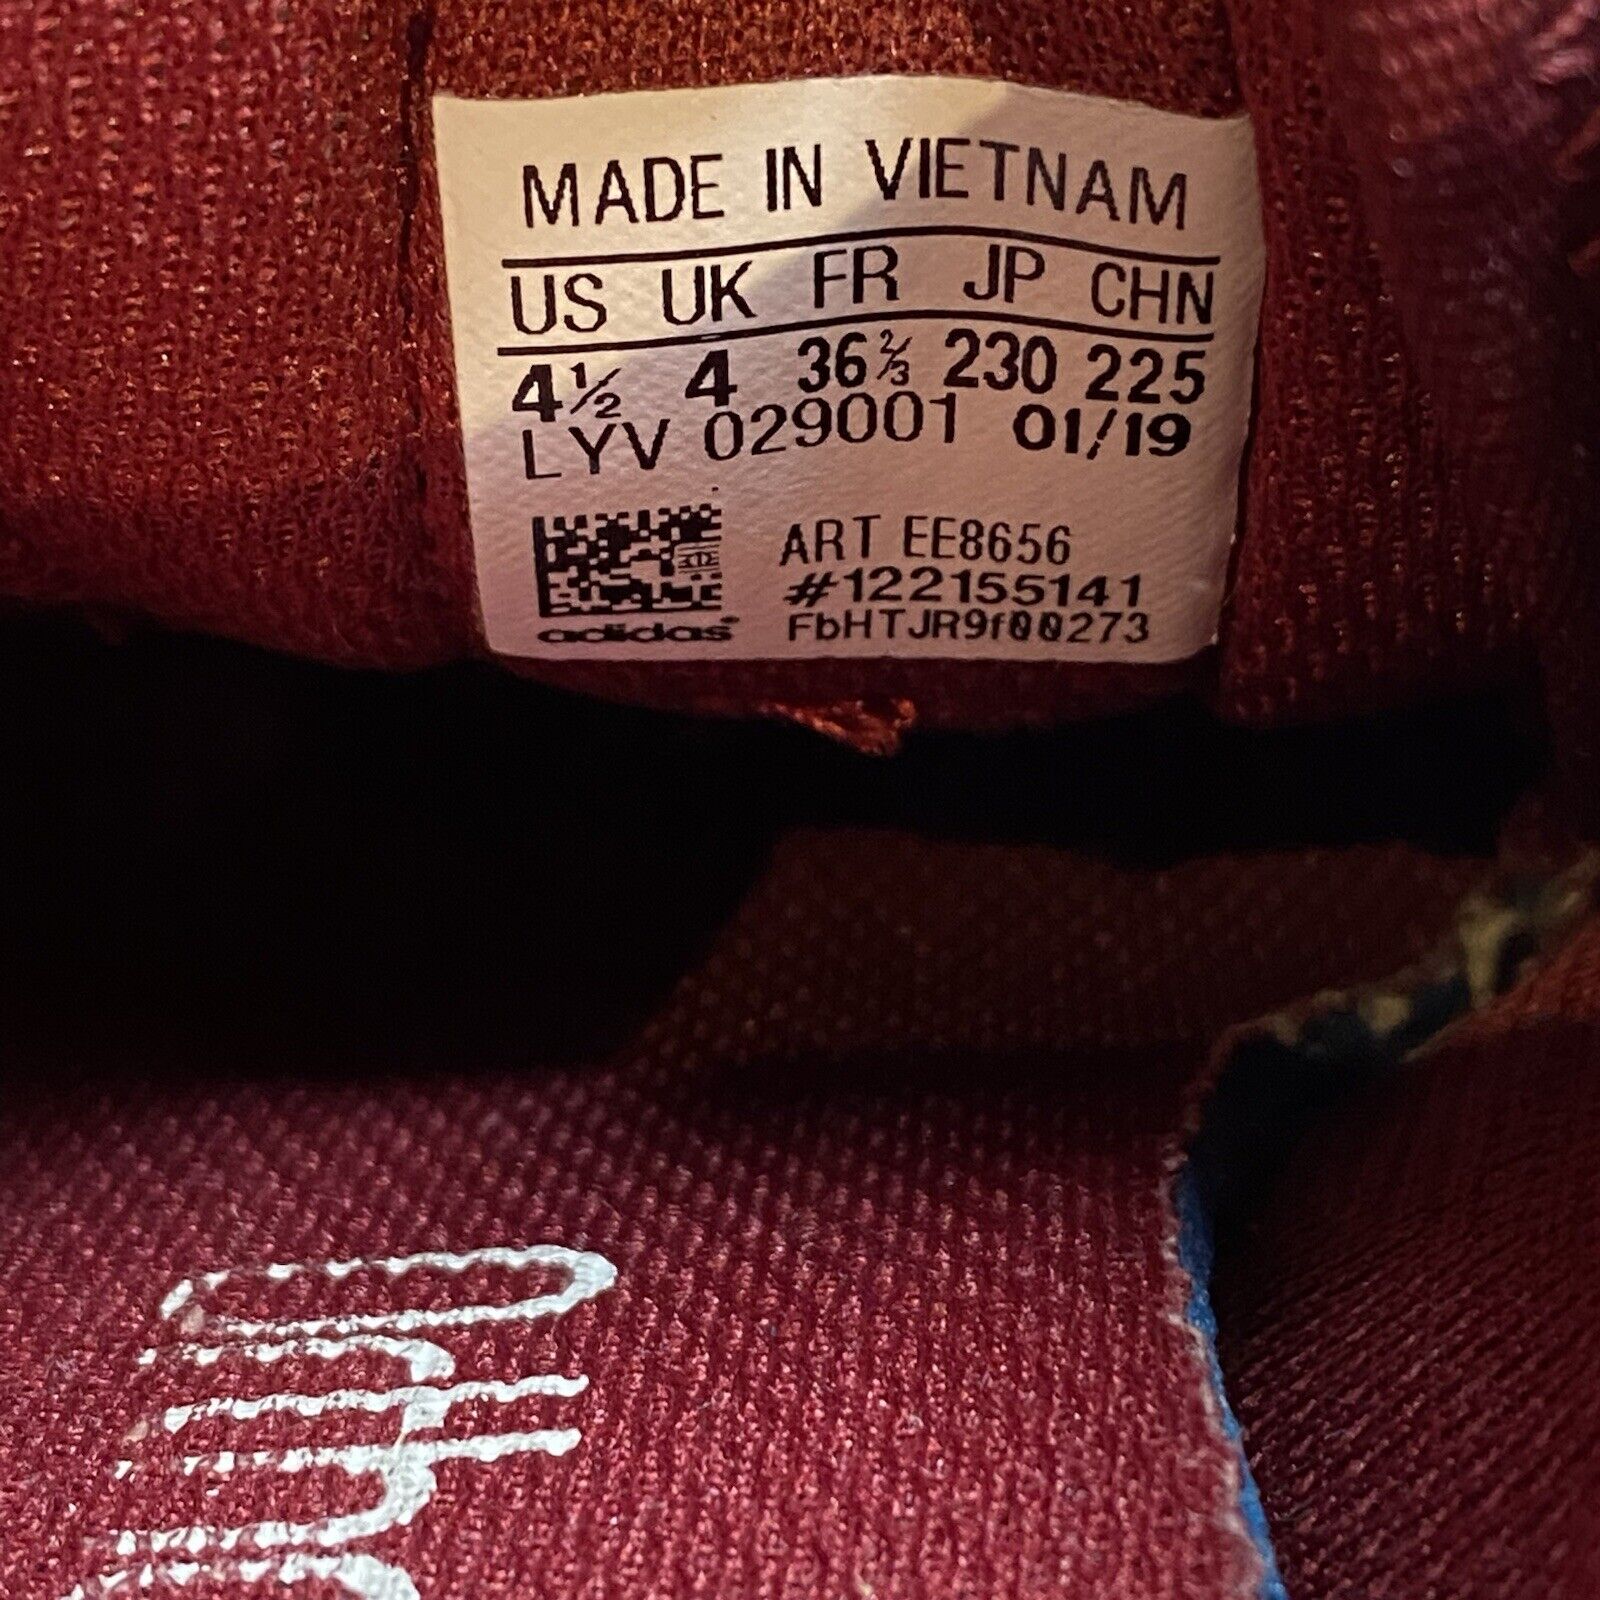 MADE IN VIETNAM
US UK FR JP CHN
4½ 4 36⅔ 230 225
LYV 029001 01/19
ART EE8656
#122155141
adidas® FbHTJR9f00273